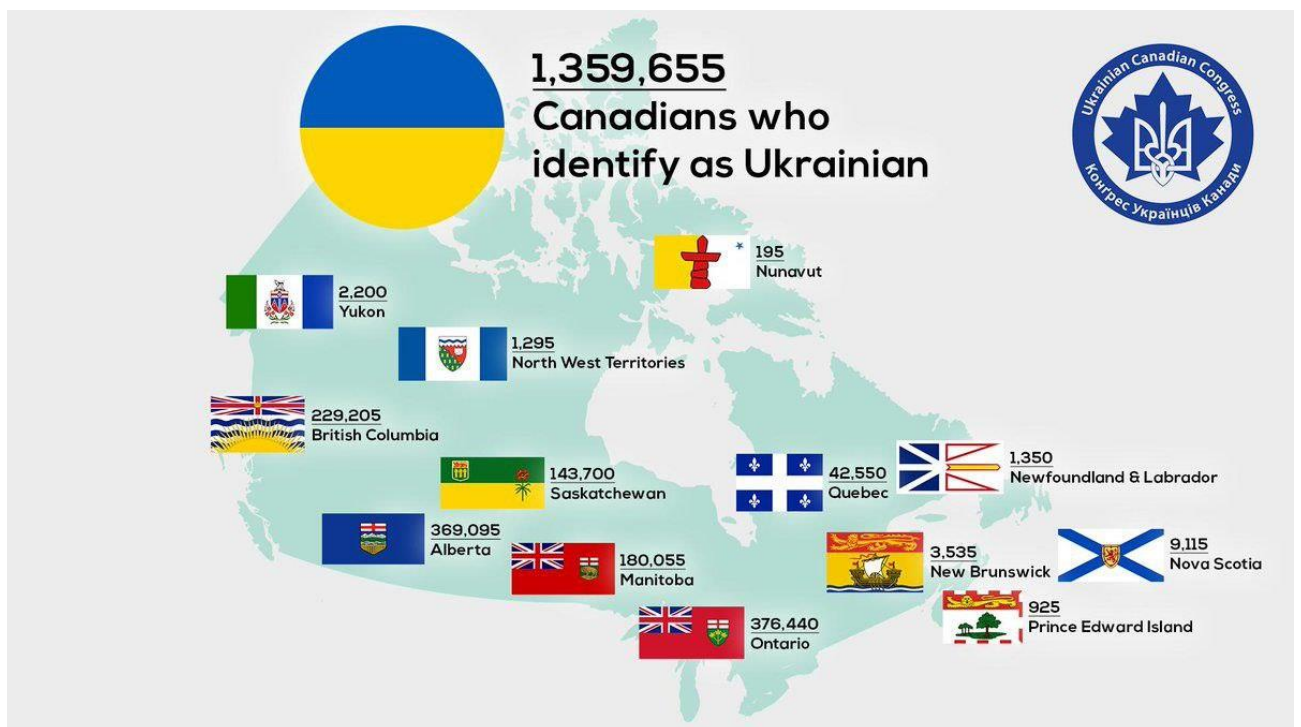 1,359,655
Canadians who
identify as Ukrainian
Ukrainian Canadian Congress
Конґрес Українців Канади
195
Nunavut
2,200
Yukon
1,295
North West Territories
229,205
British Columbia
143,700
Saskatchewan
42,550
Quebec
1,350
Newfoundland & Labrador
369,095
Alberta
180,055
Manitoba
3,535
New Brunswick
9,115
Nova Scotia
925
Prince Edward Island
376,440
Ontario